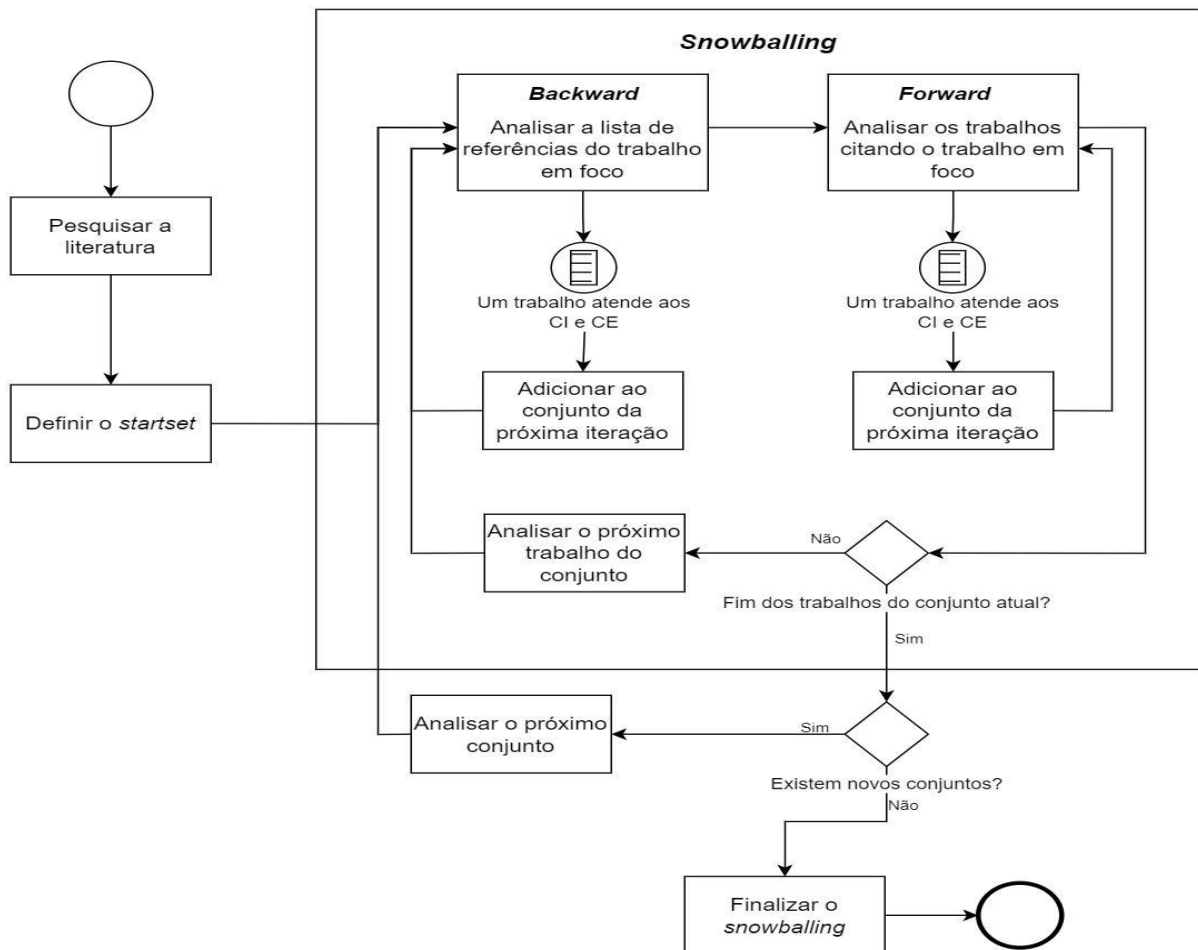 Snowballing
Backward
Analisar a lista de
referências do trabalho
em foco
Forward
Analisar os trabalhos
citando o trabalho em
foco
Pesquisar a
literatura
Um trabalho atende aos
CI e CE
Um trabalho atende aos
CI e CE
Definir o startset
Adicionar ao
conjunto da
próxima iteração
Adicionar ao
conjunto da
próxima iteração
Analisar o próximo
trabalho do
conjunto
Não
Fim dos trabalhos do conjunto atual?
Sim
Analisar o próximo
conjunto
Sim
Existem novos conjuntos?
Não
Finalizar o
snowballing